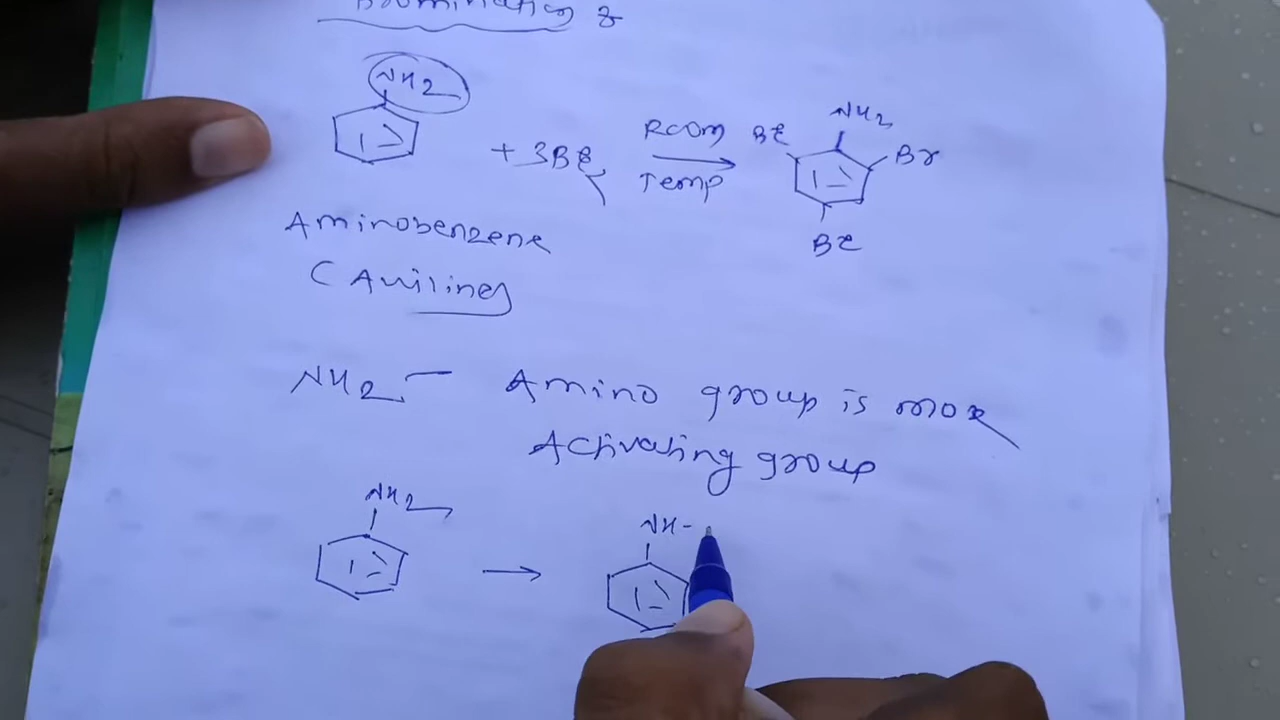 Bromination :
NH2
+ 3Br2
Room
Temp
NH2
Br
Br
Br
Aminobenzene
(Aniline)
NH2 - Amino group is more
Activating group
NH2
NH-